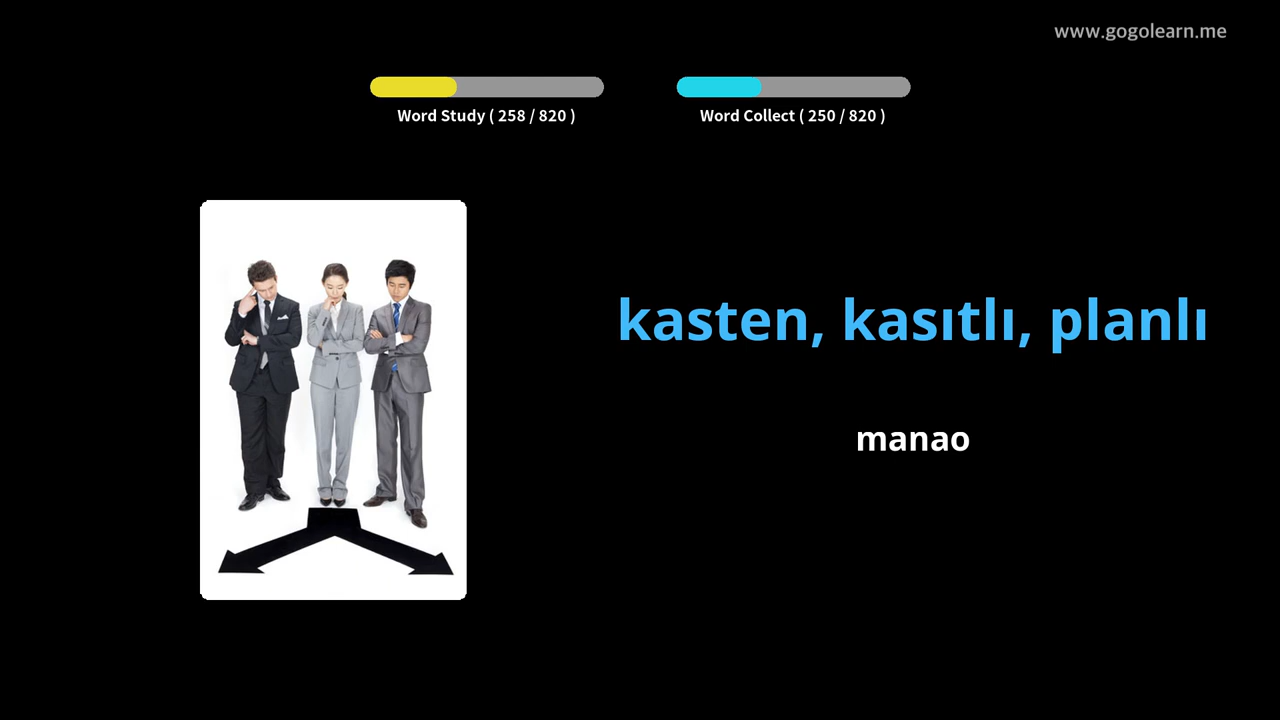 www.gogolearn.me
Word Study ( 258 / 820 )
Word Collect ( 250 / 820 )
kasten, kasıtlı, planlı
manao